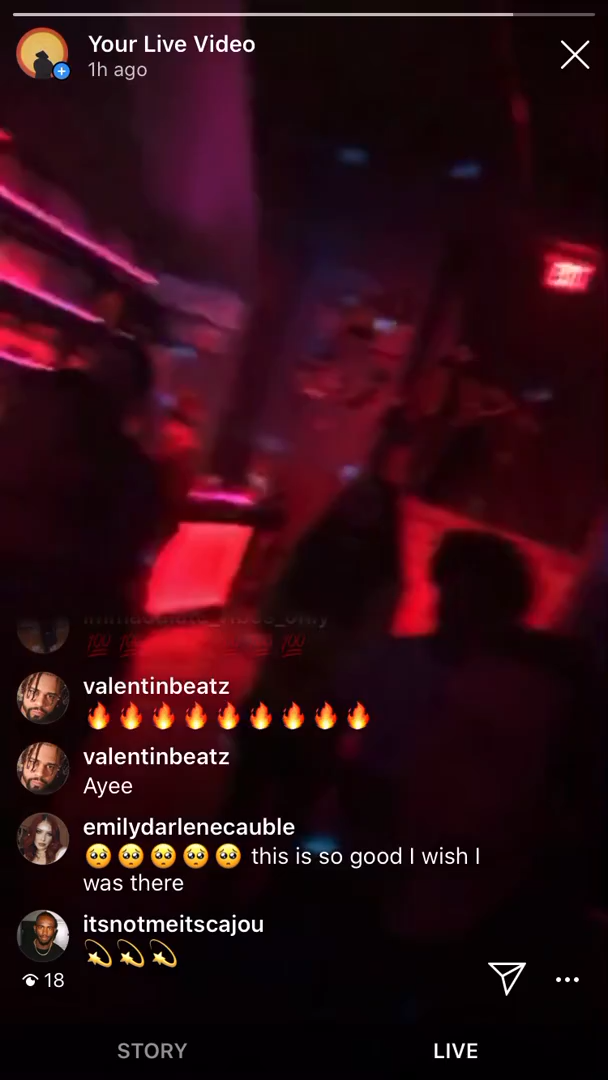 Your Live Video
1h ago
💯💯 💯💯💯
valentinbeatz
🔥🔥🔥🔥🔥🔥🔥🔥🔥
valentinbeatz
Ayee
emilydarlenecauble
🥺🥺🥺🥺🥺 this is so good I wish I
was there
itsnotmeitscajou
💫💫💫
18
STORY
LIVE